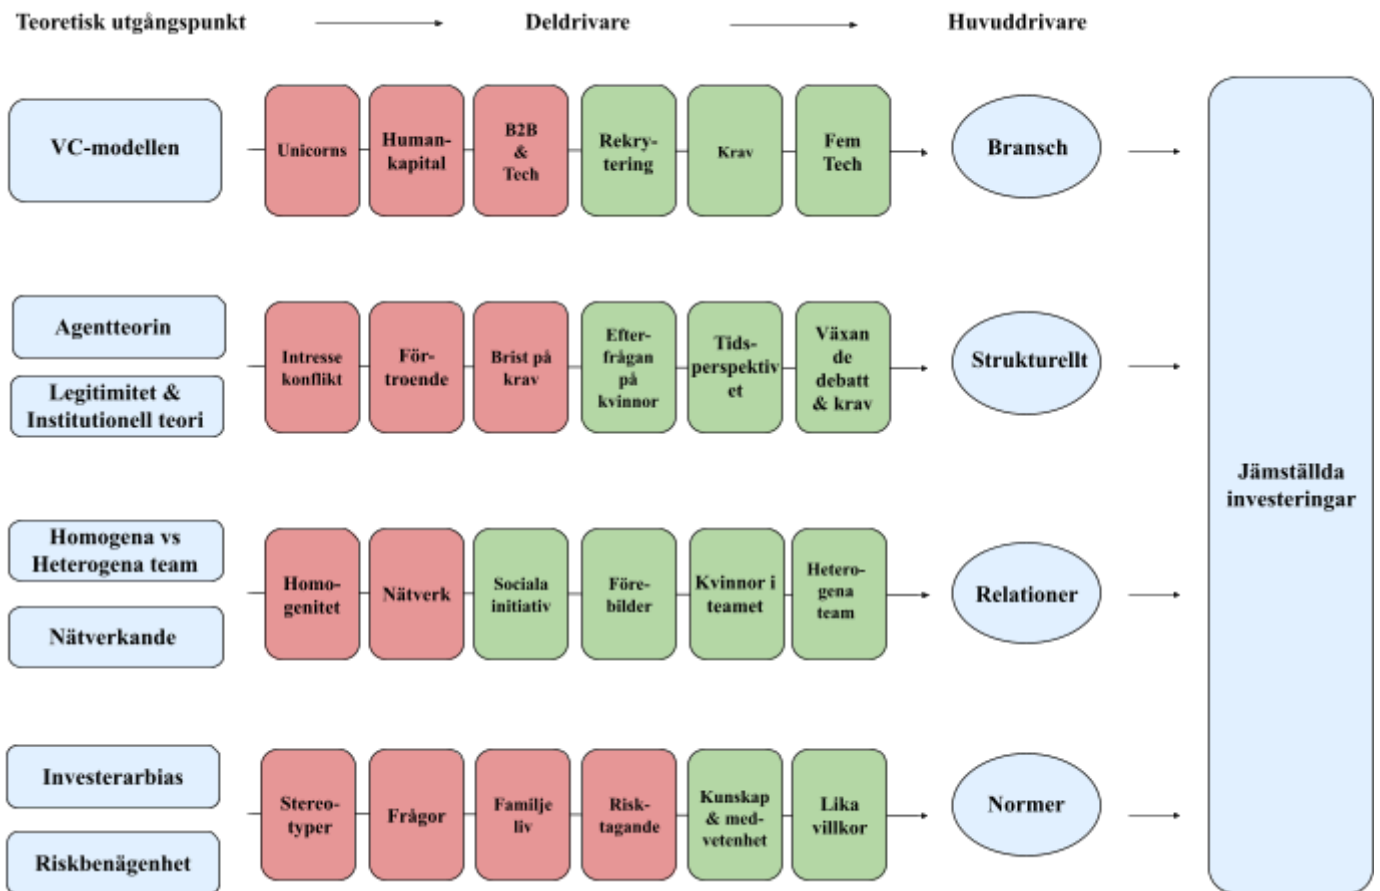 Teoretisk utgångspunkt
Deldrivare
Huvuddrivare
VC-modellen
Unicorns
Human-
kapital
B2B
&
Tech
Rekry-
tering
Krav
Fem
Tech
Bransch
Agentteorin
Legitimitet &
Institutionell teori
Intresse
konflikt
För-
troende
Brist på
krav
Efter-
frågan
på
kvinnor
Tids-
perspektiv
et
Växan
de
debatt
& krav
Strukturellt
Jämställda
investeringar
Homogena vs
Heterogena team
Nätverkande
Homo-
genitet
Nätverk
Sociala
initiativ
Före-
bilder
Kvinnor i
teamet
Hetero-
gena
team
Relationer
Investerarbias
Riskbenägenhet
Stereo-
typer
Frågor
Familje
liv
Risk-
tagande
Kunskap
& med-
vetenhet
Lika
villkor
Normer